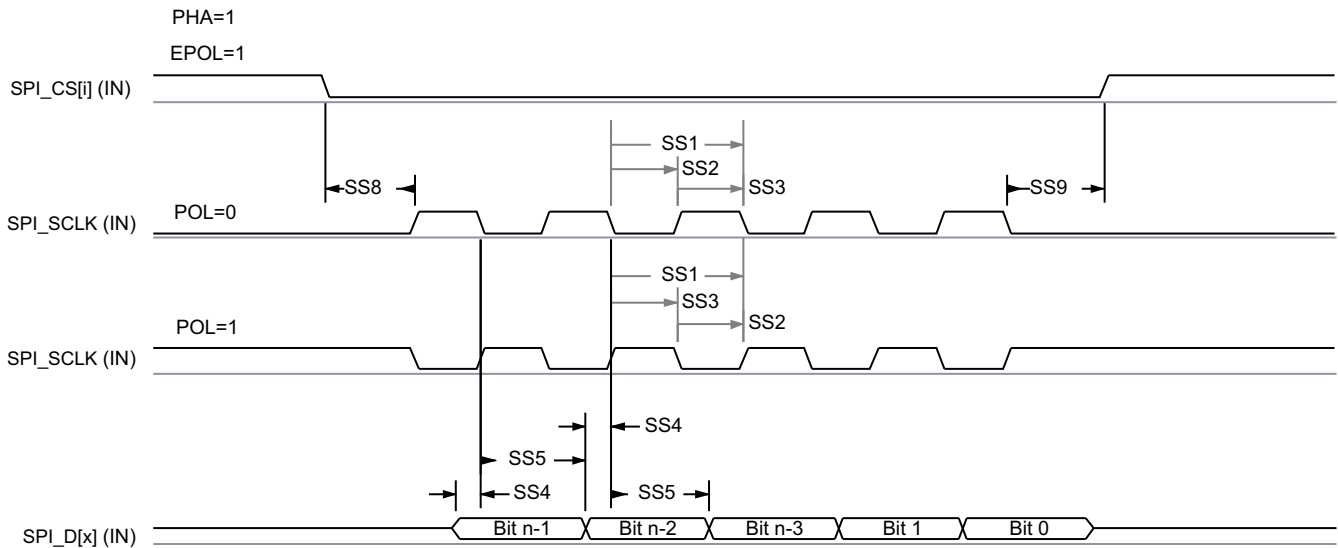 PHA=1
EPOL=1
SPI_CS[i] (IN)
SS1
SS2
SS8
SS3
SS9
POL=0
SPI_SCLK (IN)
SS1
SS3
SS2
POL=1
SPI_SCLK (IN)
SS4
SS5
SS4
SS5
SPI_D[x] (IN)
Bit n-1
Bit n-2
Bit n-3
Bit 1
Bit 0